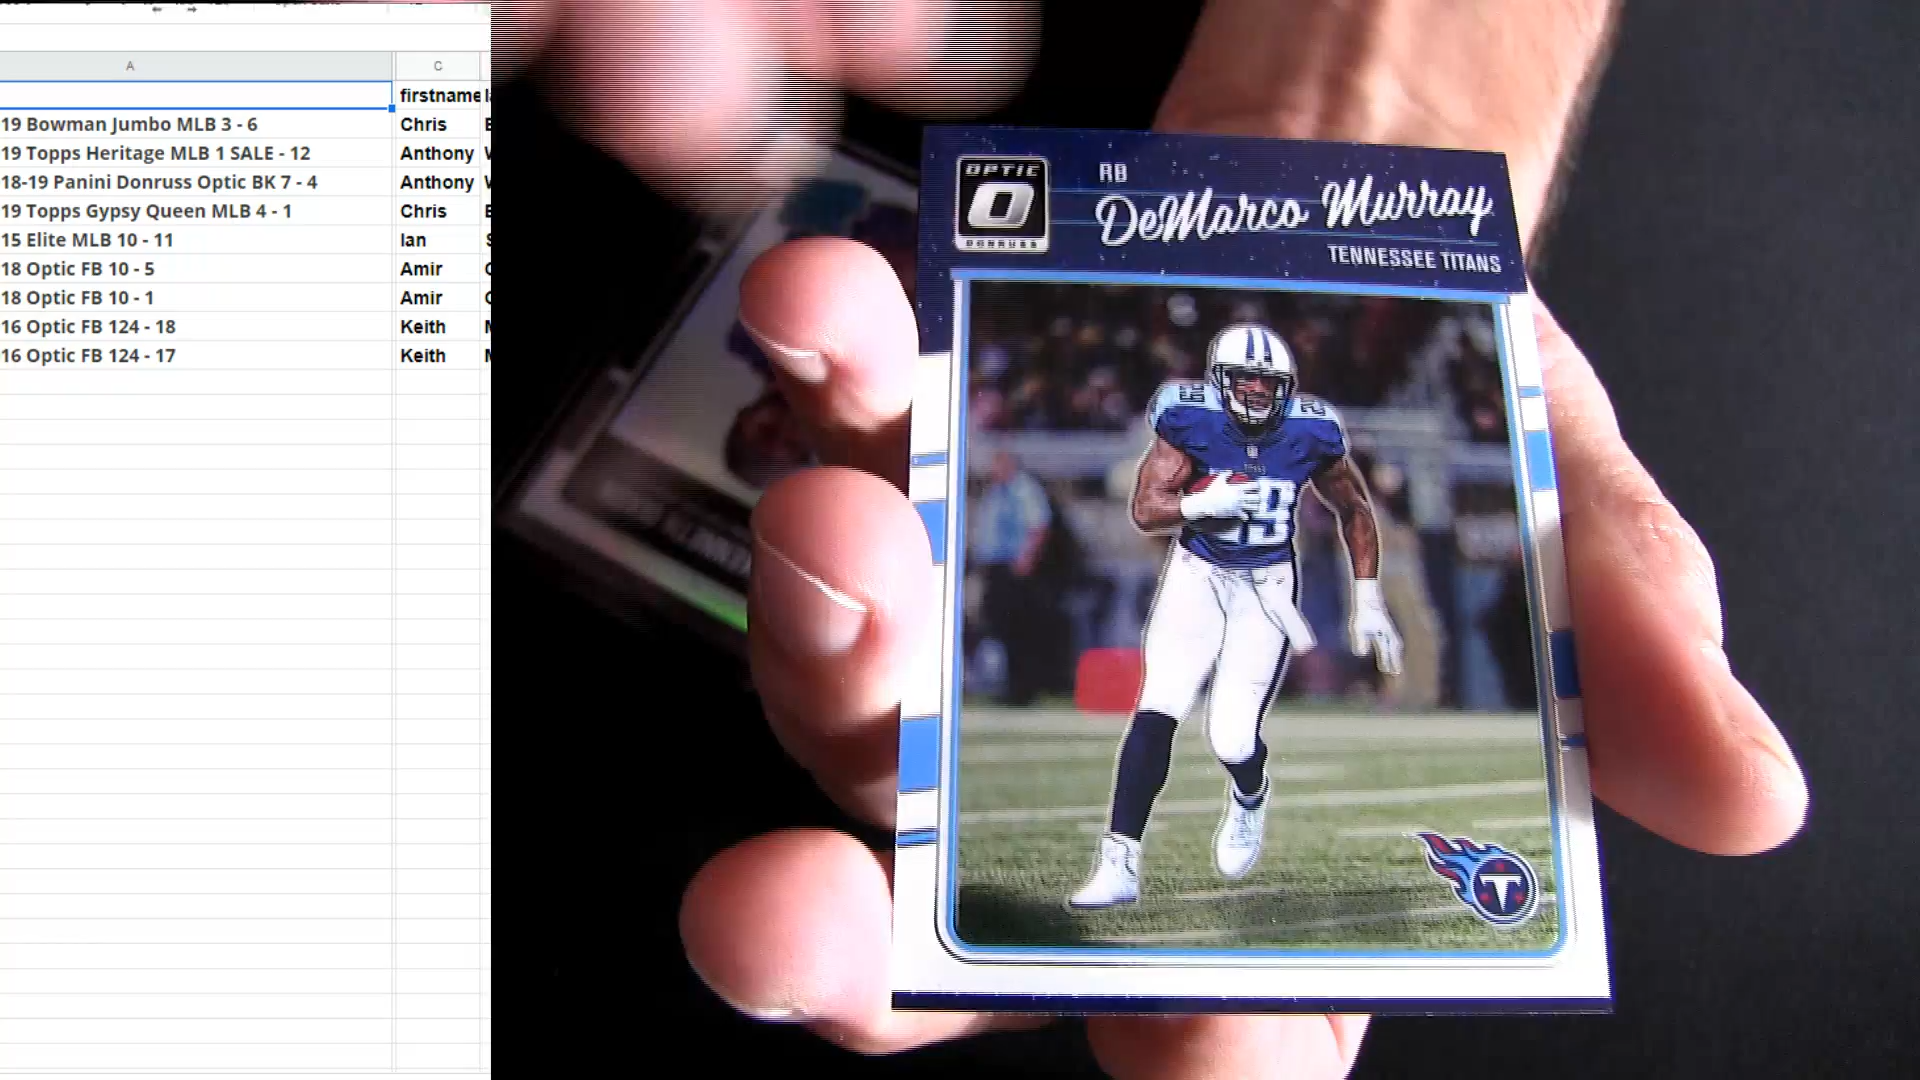 A
C
firstname
19 Bowman Jumbo MLB 3 - 6
Chris
19 Topps Heritage MLB 1 SALE - 12
Anthony
18-19 Panini Donruss Optic BK 7 - 4
Anthony
19 Topps Gypsy Queen MLB 4 - 1
Chris
15 Elite MLB 10 - 11
Ian
18 Optic FB 10 - 5
Amir
18 Optic FB 10 - 1
Amir
16 Optic FB 124 - 18
Keith
16 Optic FB 124 - 17
Keith
OPTIC
O
DONRUSS
RB
DeMarco Murray
TENNESSEE TITANS
29
29
T